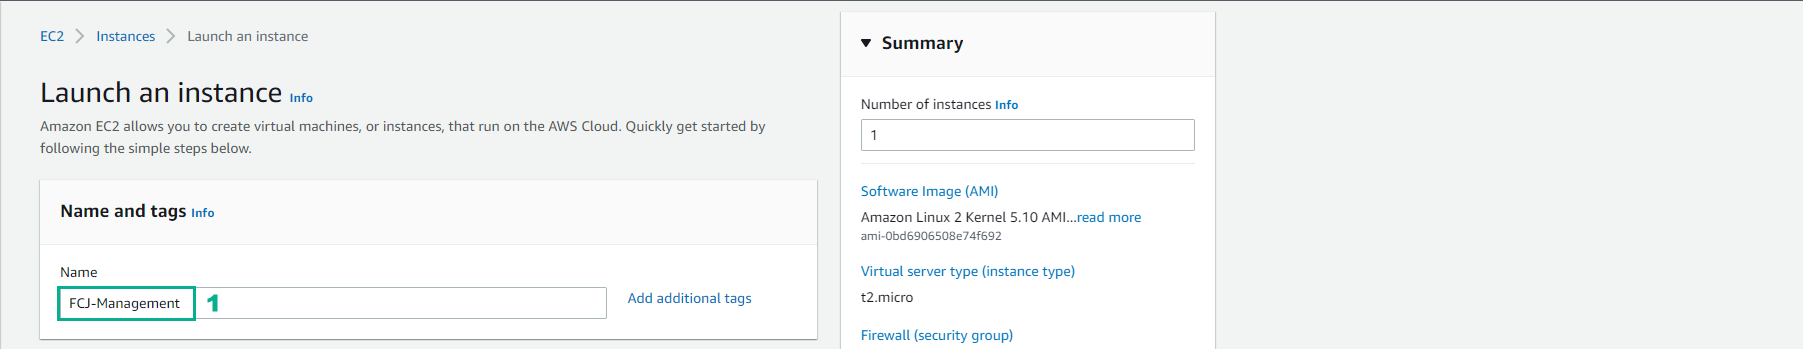 EC2 > Instances > Launch an instance
Launch an instance Info
Amazon EC2 allows you to create virtual machines, or instances, that run on the AWS Cloud. Quickly get started by
following the simple steps below.
Name and tags Info
Name
FCJ-Management 1
Add additional tags
Summary
Number of instances Info
1
Software Image (AMI)
Amazon Linux 2 Kernel 5.10 AMI...read more
ami-0bd6906508e74f692
Virtual server type (instance type)
t2.micro
Firewall (security group)